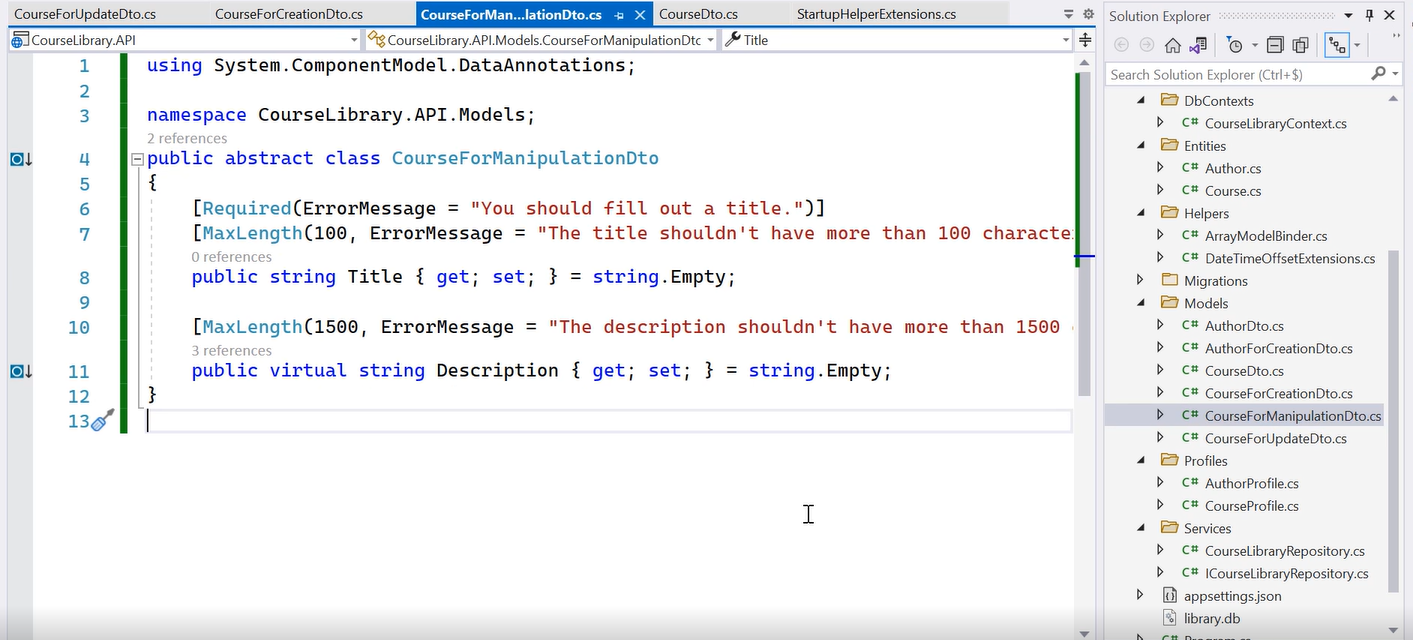 CourseForUpdateDto.cs CourseForCreationDto.cs CourseForMan...lationDto.cs CourseDto.cs StartupHelperExtensions.cs
CourseLibrary.API CourseLibrary.API.Models.CourseForManipulationDto Title
1 using System.ComponentModel.DataAnnotations;
2
3 namespace CourseLibrary.API.Models;
2 references
4 public abstract class CourseForManipulationDto
5 {
6 [Required(ErrorMessage = "You should fill out a title.")]
7 [MaxLength(100, ErrorMessage = "The title shouldn't have more than 100 characte
0 references
8 public string Title { get; set; } = string.Empty;
9
10 [MaxLength(1500, ErrorMessage = "The description shouldn't have more than 1500
3 references
11 public virtual string Description { get; set; } = string.Empty;
12 }
13
Solution Explorer
Search Solution Explorer (Ctrl+$)
DbContexts
C# CourseLibraryContext.cs
Entities
C# Author.cs
C# Course.cs
Helpers
C# ArrayModelBinder.cs
C# DateTimeOffsetExtensions.cs
Migrations
Models
C# AuthorDto.cs
C# AuthorForCreationDto.cs
C# CourseDto.cs
C# CourseForCreationDto.cs
C# CourseForManipulationDto.cs
C# CourseForUpdateDto.cs
Profiles
C# AuthorProfile.cs
C# CourseProfile.cs
Services
C# CourseLibraryRepository.cs
C# ICourseLibraryRepository.cs
appsettings.json
library.db